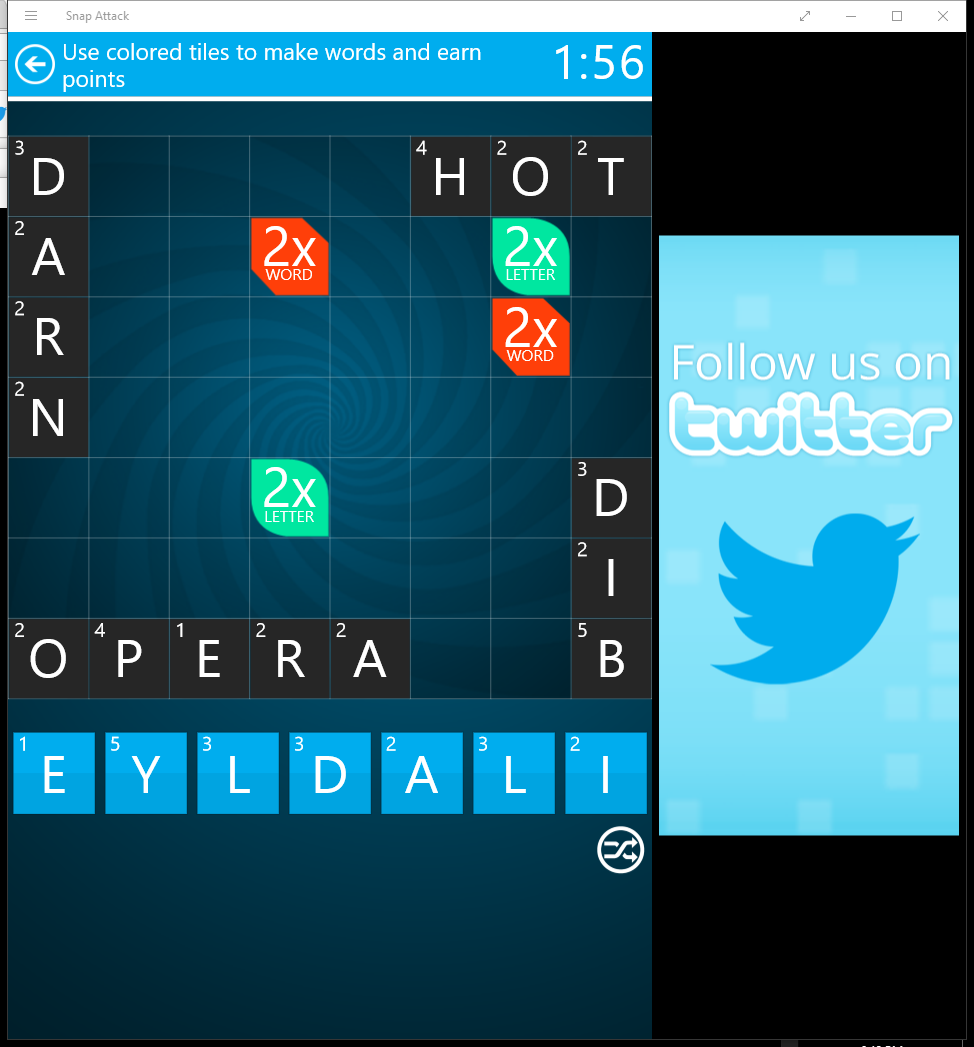 Snap Attack
Use colored tiles to make words and earn
points
1:56
3 D 4 H 2 O 2 T
2 A 2x WORD 2x LETTER
2 R 2x WORD
2 N
2x LETTER 3 D
2 I
2 O 4 P 1 E 2 R 2 A 5 B
1 E 5 Y 3 L 3 D 2 A 3 L 2 I
Follow us on
twitter